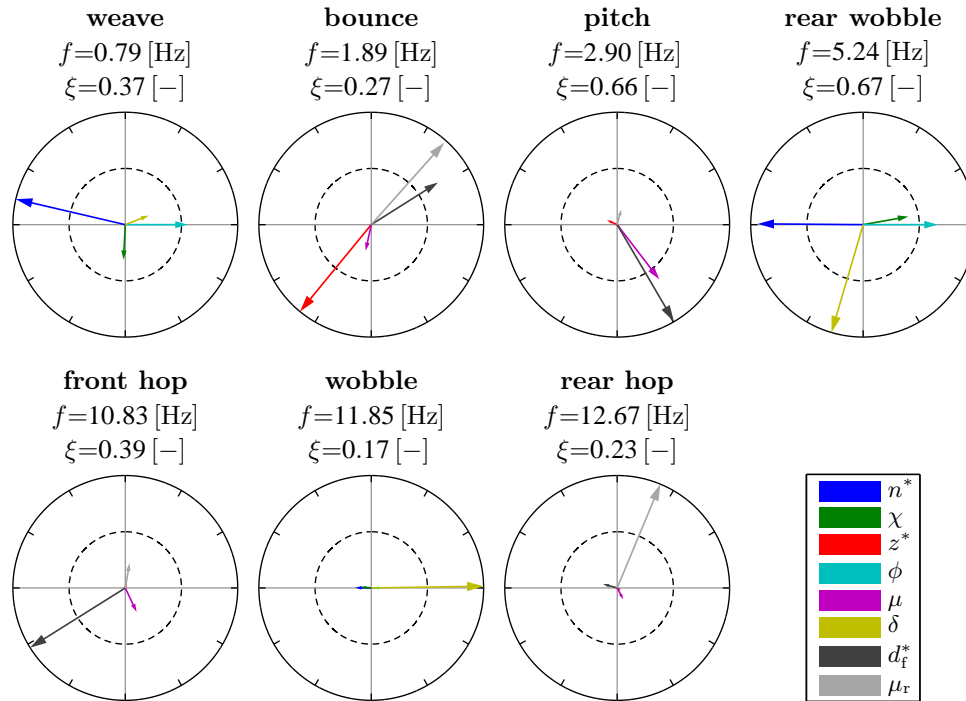 weave
f=0.79 [Hz]
ξ=0.37 [−]
bounce
f=1.89 [Hz]
ξ=0.27 [−]
pitch
f=2.90 [Hz]
ξ=0.66 [−]
rear wobble
f=5.24 [Hz]
ξ=0.67 [−]
front hop
f=10.83 [Hz]
ξ=0.39 [−]
wobble
f=11.85 [Hz]
ξ=0.17 [−]
rear hop
f=12.67 [Hz]
ξ=0.23 [−]
n*
χ
z*
ϕ
μ
δ
d_f*
μ_r